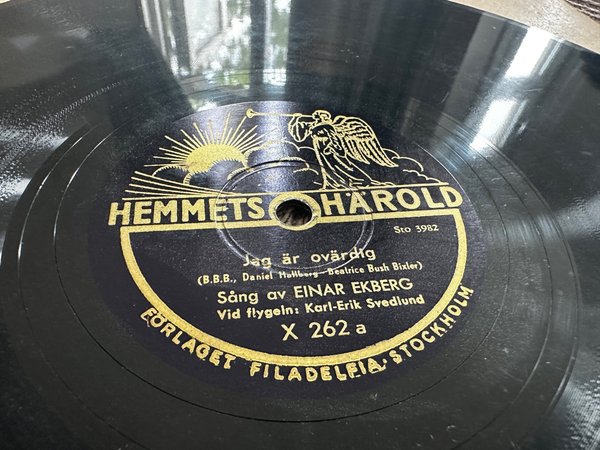 HEMMETS HÄROLD
Sto 3982
Jag är ovärdig
(B.B.B., Daniel Hallberg—Beatrice Bush Bixler)
Sång av EINAR EKBERG
Vid flygeln: Karl-Erik Svedlund
X 262 a
FÖRLAGET FILADELFIA, STOCKHOLM